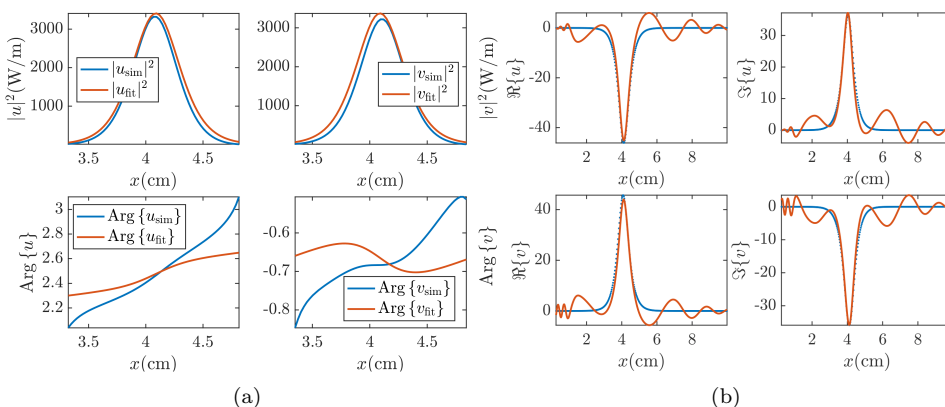 3000
2000
1000
|u|²(W/m)
|u_sim|²
|u_fit|²
3.5 4 4.5
x(cm)
3000
2000
1000
|v|²(W/m)
|v_sim|²
|v_fit|²
3.5 4 4.5
x(cm)
0
-20
-40
ℜ{u}
2 4 6 8
x(cm)
30
20
10
0
ℑ{u}
2 4 6 8
x(cm)
3
2.8
2.6
2.4
2.2
Arg {u}
Arg {u_sim}
Arg {u_fit}
3.5 4 4.5
x(cm)
-0.6
-0.7
-0.8
Arg {v}
Arg {v_sim}
Arg {v_fit}
3.5 4 4.5
x(cm)
40
20
0
ℜ{v}
2 4 6 8
x(cm)
0
-10
-20
-30
ℑ{v}
2 4 6 8
x(cm)
(a)
(b)